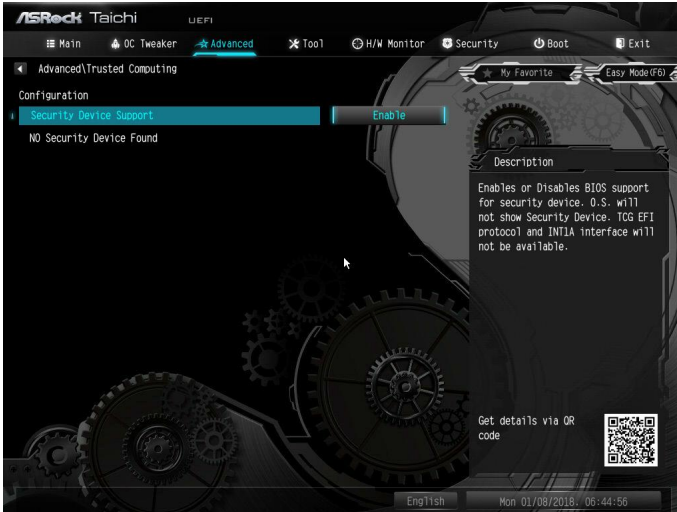 ASRock Taichi UEFI
Main OC Tweaker Advanced Tool H/W Monitor Security Boot Exit
Advanced\Trusted Computing
My Favorite Easy Mode(F6)
Configuration
Security Device Support Enable
NO Security Device Found
Description
Enables or Disables BIOS support
for security device. O.S. will
not show Security Device. TCG EFI
protocol and INT1A interface will
not be available.
Get details via QR
code
English Mon 01/08/2018. 06:44:56